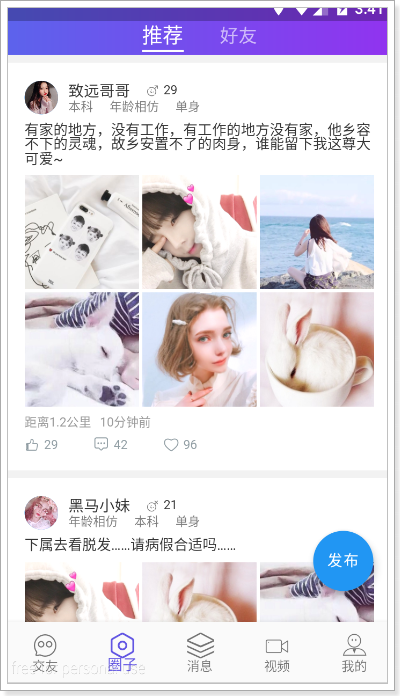 3:41
推荐 好友
致远哥哥 29
本科 年龄相仿 单身
有家的地方，没有工作，有工作的地方没有家，他乡容
不下的灵魂，故乡安置不了的肉身，谁能留下我这尊大
可爱~
距离1.2公里 10分钟前
29 42 96
黑马小妹 21
年龄相仿 本科 单身
下属去看脱发……请病假合适吗……
发布
交友 圈子 消息 视频 我的
free for personal use